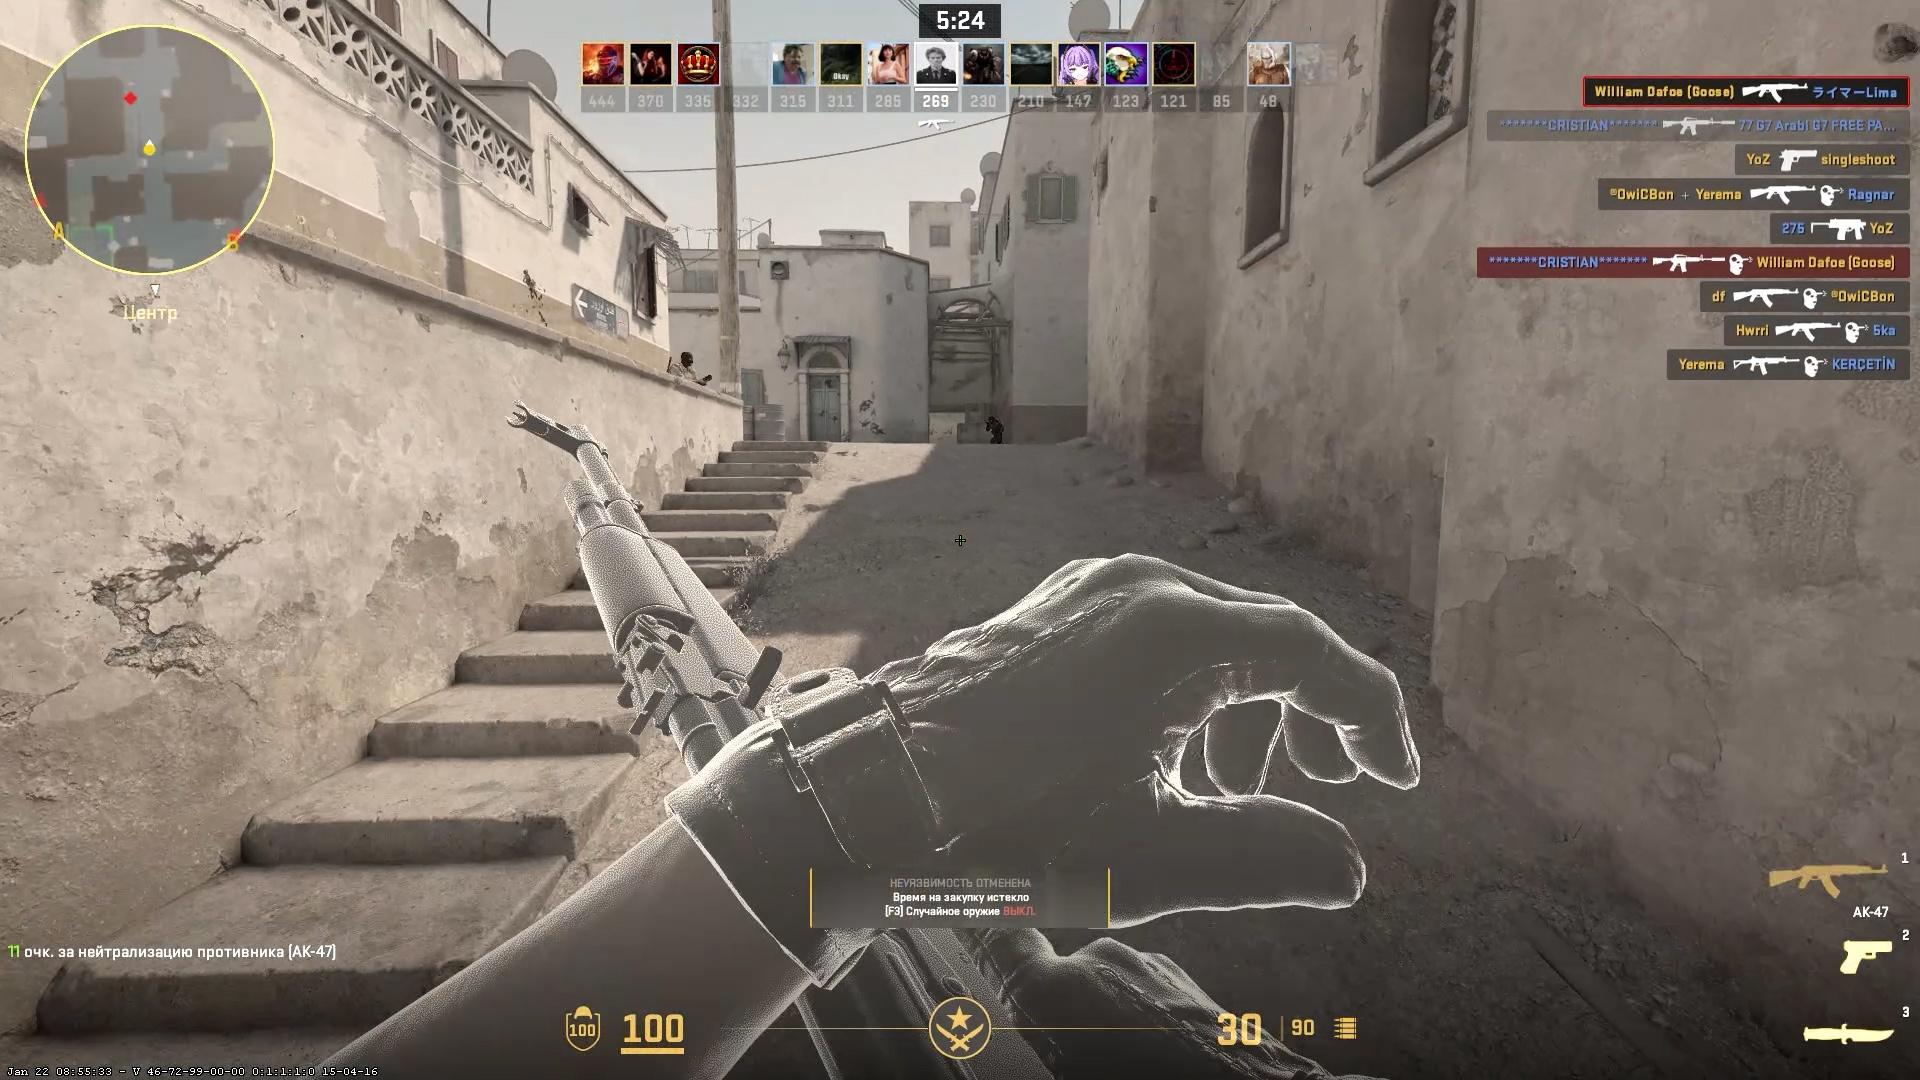 5:24
Okay
444 370 335 332 315 311 285 269 230 210 147 123 121 85 48
William Dafoe (Goose) ライマーLima
*******CRISTIAN******* 77 G7 Arabi G7 FREE PA...
YoZ singleshoot
®OwiCBon + Yerema Ragnar
275 YoZ
*******CRISTIAN******* William Dafoe (Goose)
df ®OwiCBon
Hwrri 5ka
Yerema KERÇETİN
A
B
Центр
НЕУЯЗВИМОСТЬ ОТМЕНЕНА
Время на закупку истекло
[F3] Случайное оружие ВЫКЛ.
1
AK-47
2
3
11 очк. за нейтрализацию противника (AK-47)
100 100
30 | 90
Jan 22 08:55:33 - V 46-72-99-00-00 0:1:1:1:0 15-04-16